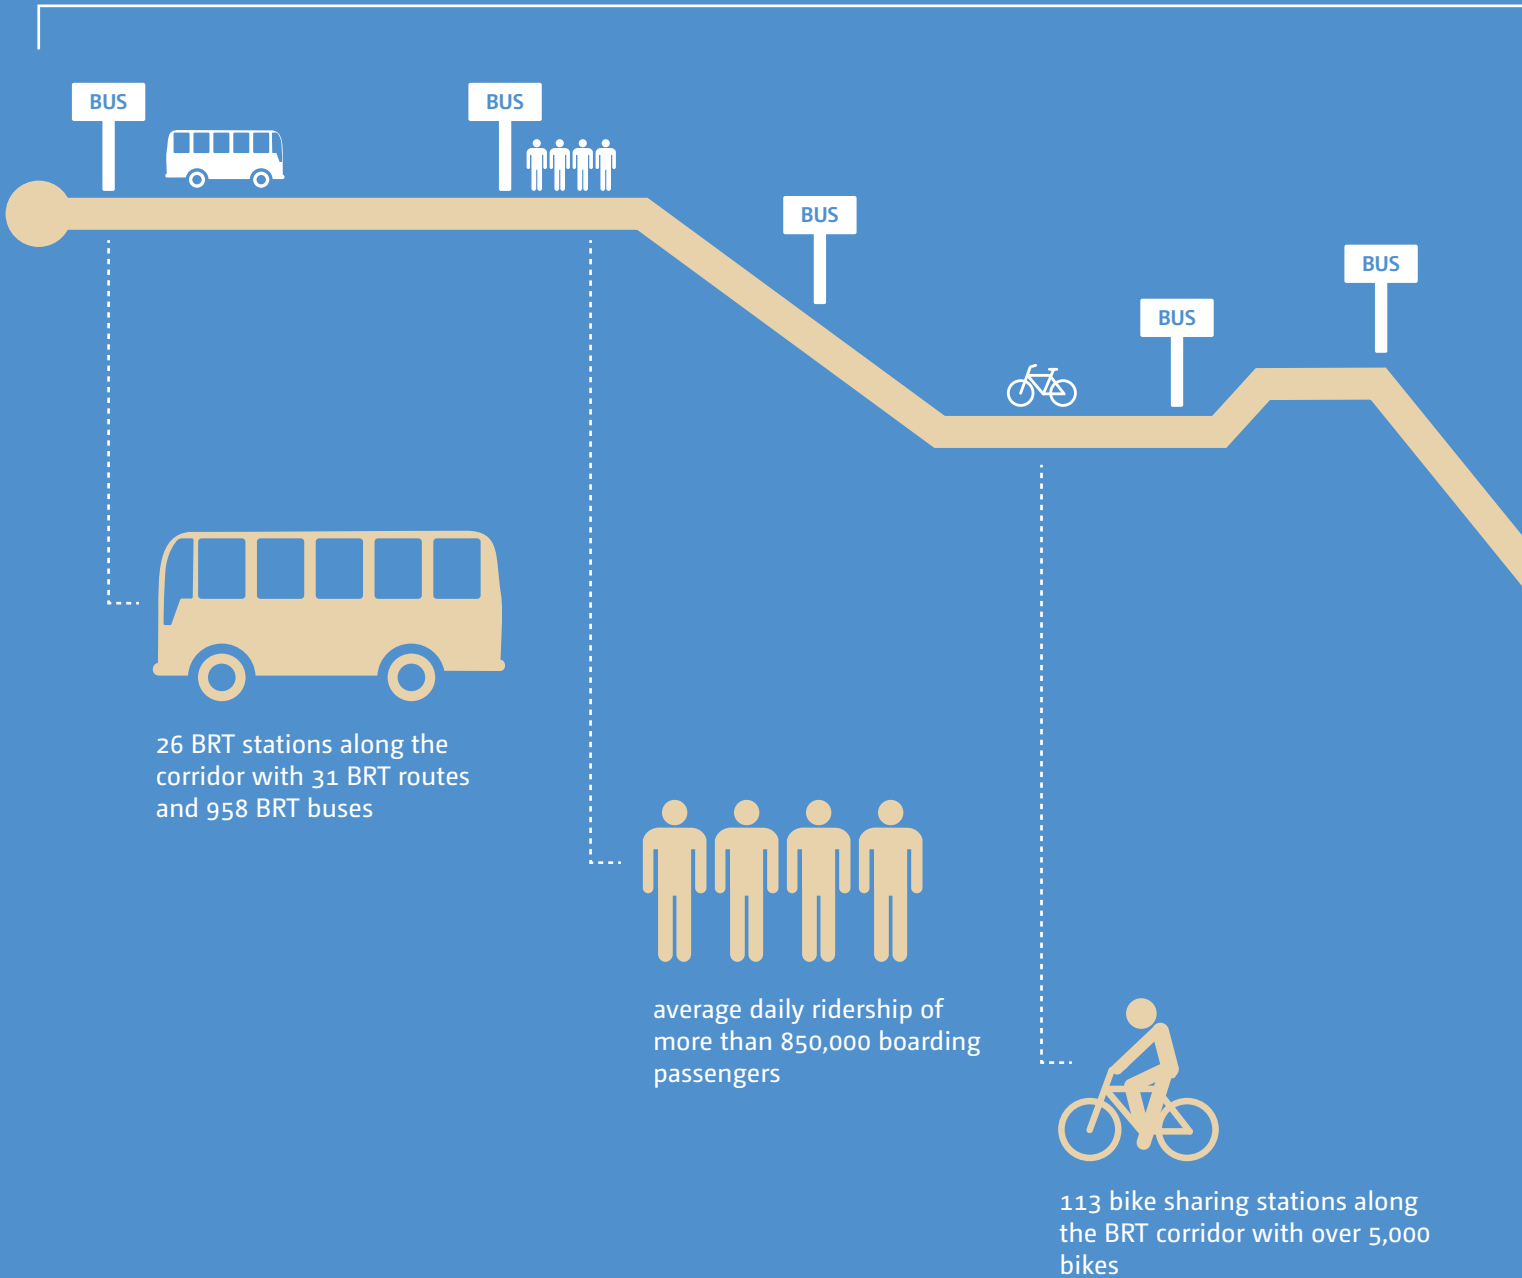 BUS
BUS
BUS
BUS
BUS
26 BRT stations along the
corridor with 31 BRT routes
and 958 BRT buses
average daily ridership of
more than 850,000 boarding
passengers
113 bike sharing stations along
the BRT corridor with over 5,000
bikes